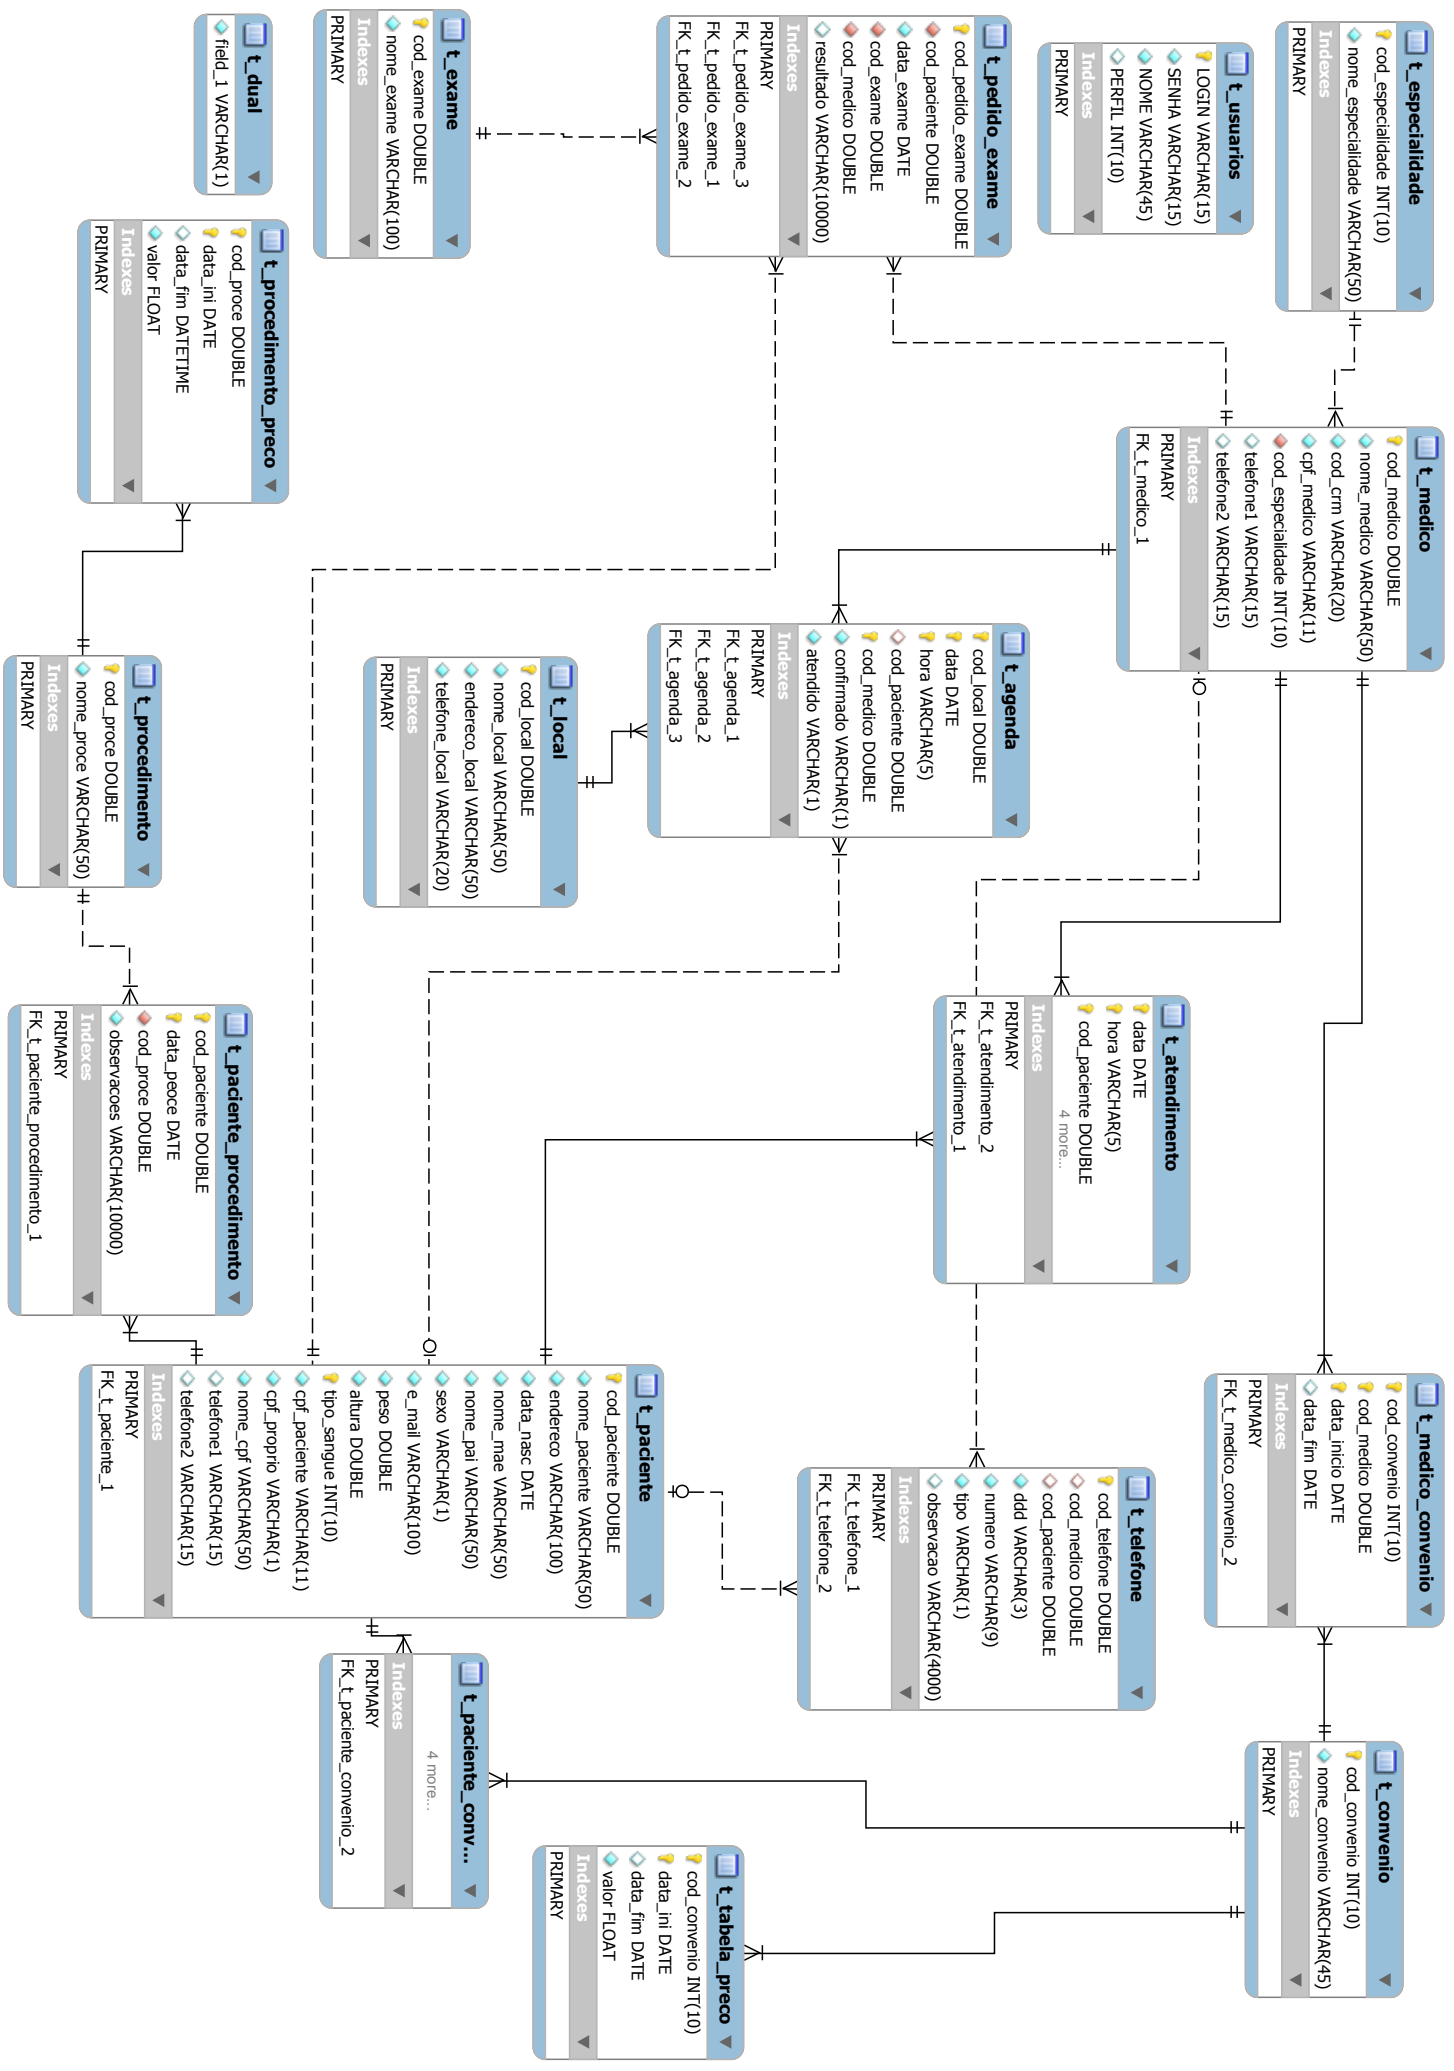 t_especialidade
cod_especialidade INT(10)
nome_especialidade VARCHAR(50)
Indexes
PRIMARY
t_medico
cod_medico DOUBLE
nome_medico VARCHAR(50)
cod_crm VARCHAR(20)
cpf_medico VARCHAR(11)
cod_especialidade INT(10)
telefone1 VARCHAR(15)
telefone2 VARCHAR(15)
Indexes
PRIMARY
FK_t_medico_1
t_medico_convenio
cod_convenio INT(10)
cod_medico DOUBLE
data_inicio DATE
data_fim DATE
Indexes
PRIMARY
FK_t_medico_convenio_2
t_convenio
cod_convenio INT(10)
nome_convenio VARCHAR(45)
Indexes
PRIMARY
t_usuarios
LOGIN VARCHAR(15)
SENHA VARCHAR(15)
NOME VARCHAR(45)
PERFIL INT(10)
Indexes
PRIMARY
t_atendimento
data DATE
hora VARCHAR(5)
cod_paciente DOUBLE
4 more...
Indexes
PRIMARY
FK_t_atendimento_2
FK_t_atendimento_1
t_telefone
cod_telefone DOUBLE
cod_medico DOUBLE
cod_paciente DOUBLE
ddd VARCHAR(3)
numero VARCHAR(9)
tipo VARCHAR(1)
observacao VARCHAR(4000)
Indexes
PRIMARY
FK_t_telefone_1
FK_t_telefone_2
t_pedido_exame
cod_pedido_exame DOUBLE
cod_paciente DOUBLE
data_exame DATE
cod_exame DOUBLE
cod_medico DOUBLE
resultado VARCHAR(10000)
Indexes
PRIMARY
FK_t_pedido_exame_3
FK_t_pedido_exame_1
FK_t_pedido_exame_2
t_agenda
cod_local DOUBLE
data DATE
hora VARCHAR(5)
cod_paciente DOUBLE
cod_medico DOUBLE
confirmado VARCHAR(1)
atendido VARCHAR(1)
Indexes
PRIMARY
FK_t_agenda_1
FK_t_agenda_2
FK_t_agenda_3
t_tabela_preco
cod_convenio INT(10)
data_ini DATE
data_fim DATE
valor FLOAT
Indexes
PRIMARY
t_paciente
cod_paciente DOUBLE
nome_paciente VARCHAR(50)
endereco VARCHAR(100)
data_nasc DATE
nome_mae VARCHAR(50)
nome_pai VARCHAR(50)
sexo VARCHAR(1)
e_mail VARCHAR(100)
peso DOUBLE
altura DOUBLE
tipo_sangue INT(10)
cpf_paciente VARCHAR(11)
cpf_proprio VARCHAR(1)
nome_cpf VARCHAR(50)
telefone1 VARCHAR(15)
telefone2 VARCHAR(15)
Indexes
PRIMARY
FK_t_paciente_1
t_local
cod_local DOUBLE
nome_local VARCHAR(50)
endereco_local VARCHAR(50)
telefone_local VARCHAR(20)
Indexes
PRIMARY
t_paciente_conv...
4 more...
Indexes
PRIMARY
FK_t_paciente_convenio_2
t_exame
cod_exame DOUBLE
nome_exame VARCHAR(100)
Indexes
PRIMARY
t_dual
field_1 VARCHAR(1)
t_procedimento_preco
cod_proce DOUBLE
data_ini DATE
data_fim DATETIME
valor FLOAT
Indexes
PRIMARY
t_paciente_procedimento
cod_paciente DOUBLE
data_peoce DATE
cod_proce DOUBLE
observacoes VARCHAR(10000)
Indexes
PRIMARY
FK_t_paciente_procedimento_1
t_procedimento
cod_proce DOUBLE
nome_proce VARCHAR(50)
Indexes
PRIMARY